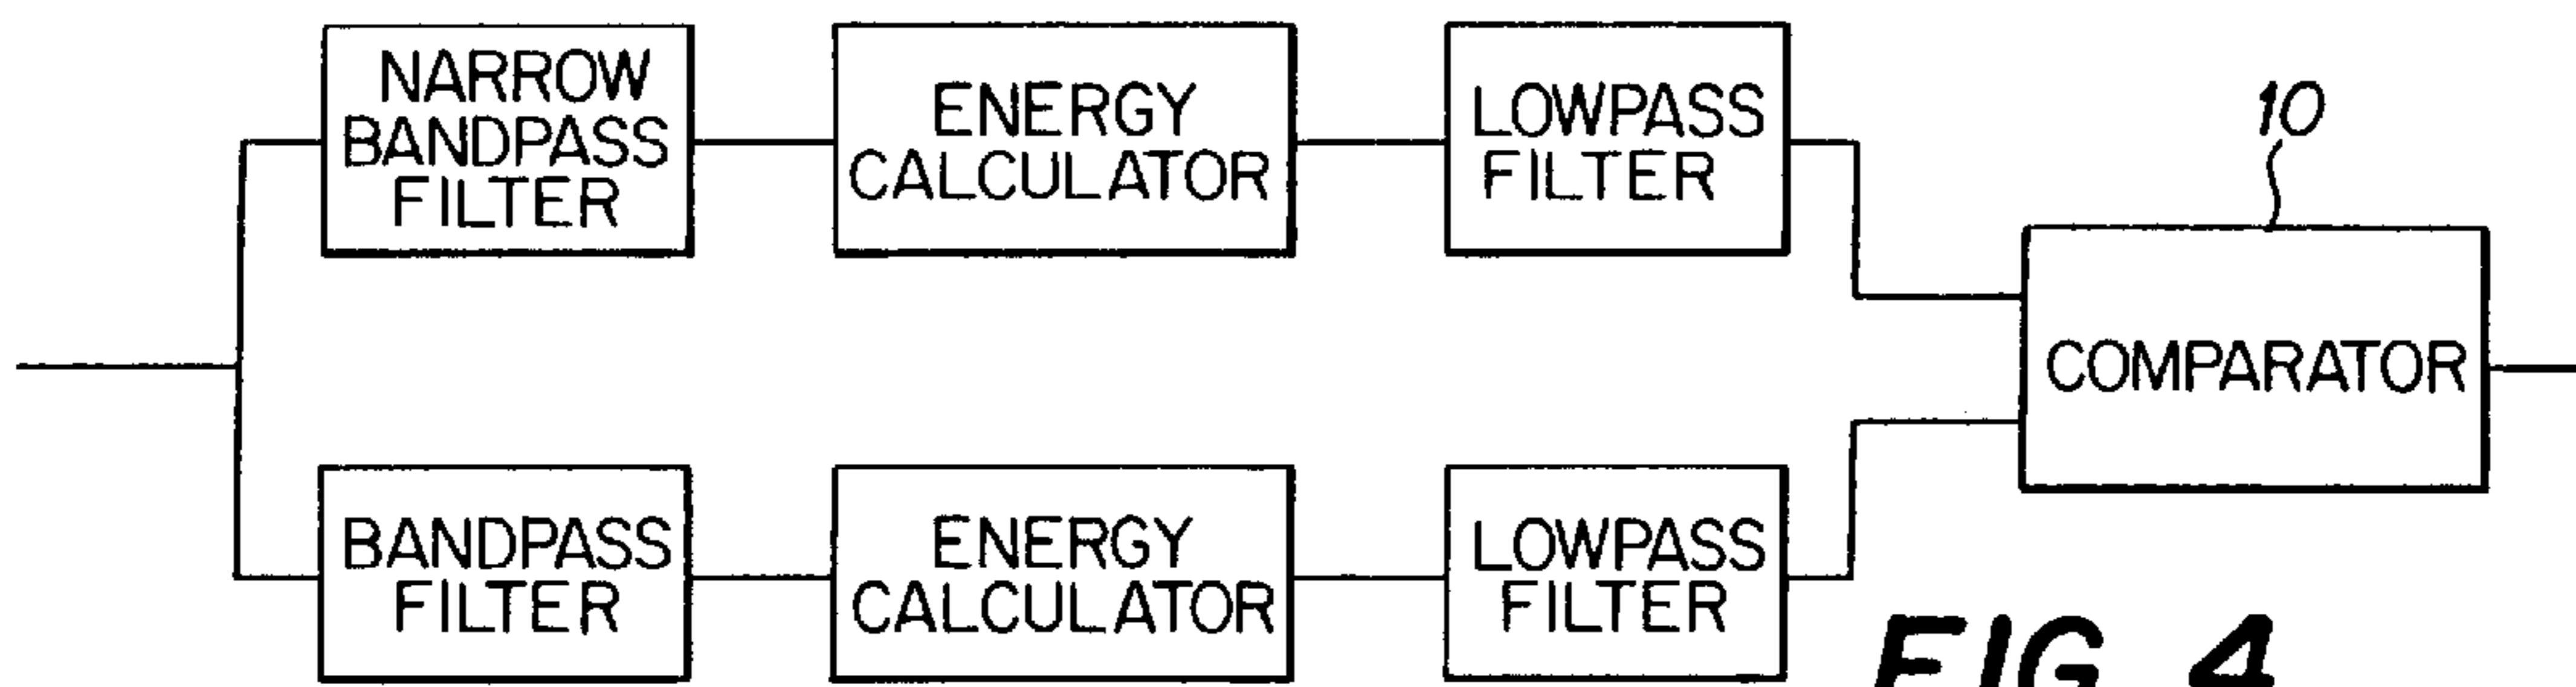 NARROW
BANDPASS
FILTER
ENERGY
CALCULATOR
LOWPASS
FILTER
10
COMPARATOR
BANDPASS
FILTER
ENERGY
CALCULATOR
LOWPASS
FILTER
FIG. 4